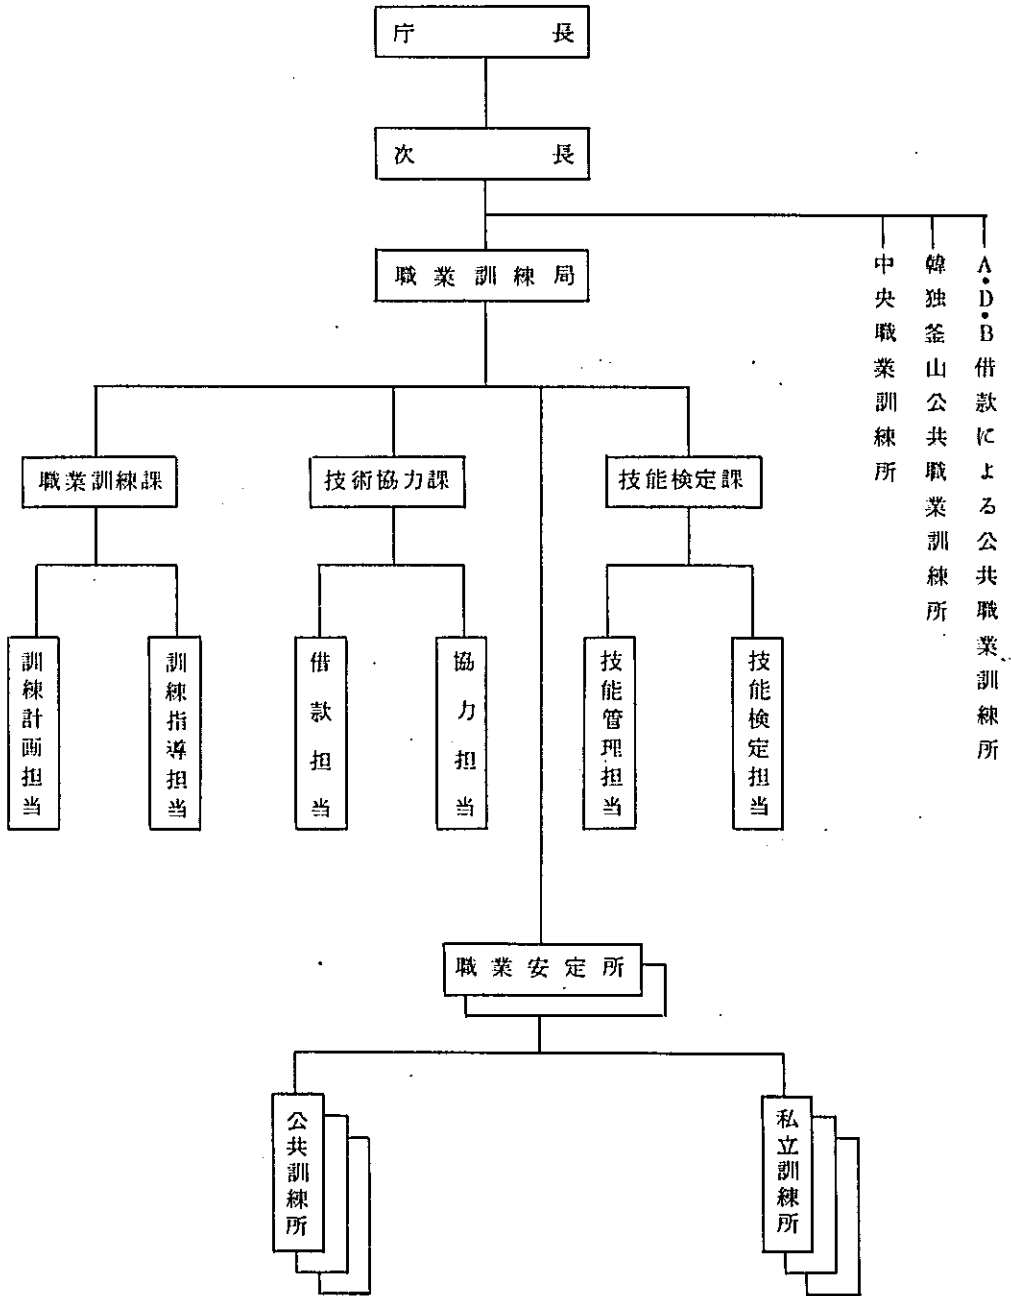 庁長
次長
職業訓練局
A・D・B借款による公共職業訓練所
韓独釜山公共職業訓練所
中央職業訓練所
職業訓練課
技術協力課
技能検定課
訓練計画担当
訓練指導担当
借款担当
協力担当
技能管理担当
技能検定担当
職業安定所
公共訓練所
私立訓練所